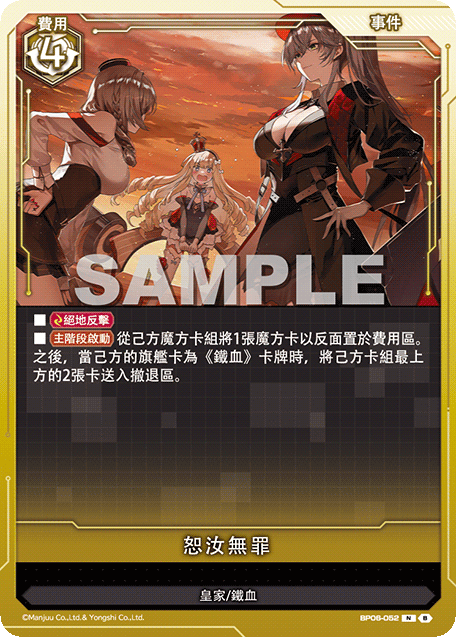 費用
4
事件
SAMPLE
■ 絕地反擊
■ 主階段啟動 從己方魔方卡組將1張魔方卡以反面置於費用區。
之後，當己方的旗艦卡為《鐵血》卡牌時，將己方卡組最上
方的2張卡送入撤退區。
恕汝無罪
皇家/鐵血
©Manjuu Co.,Ltd.& Yongshi Co.,Ltd.
BP06-052 N B